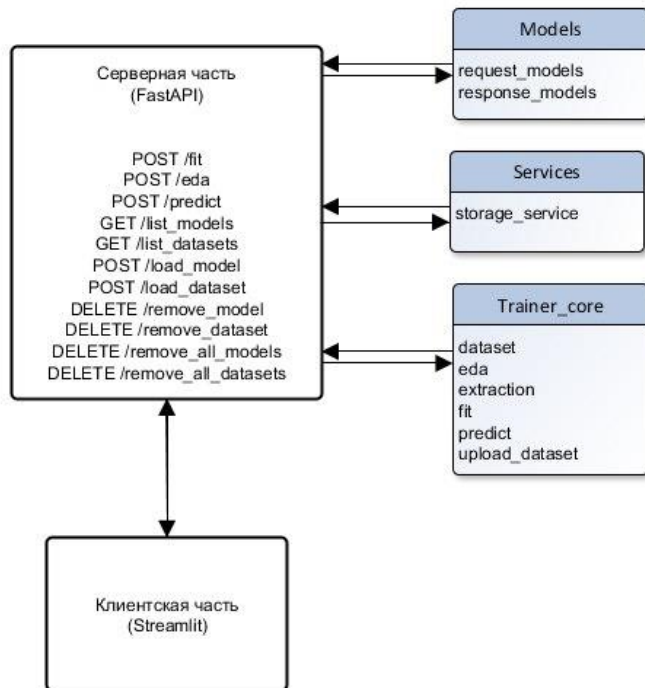 Серверная часть
(FastAPI)
POST /fit
POST /eda
POST /predict
GET /list_models
GET /list_datasets
POST /load_model
POST /load_dataset
DELETE /remove_model
DELETE /remove_dataset
DELETE /remove_all_models
DELETE /remove_all_datasets
Models
request_models
response_models
Services
storage_service
Trainer_core
dataset
eda
extraction
fit
predict
upload_dataset
Клиентская часть
(Streamlit)